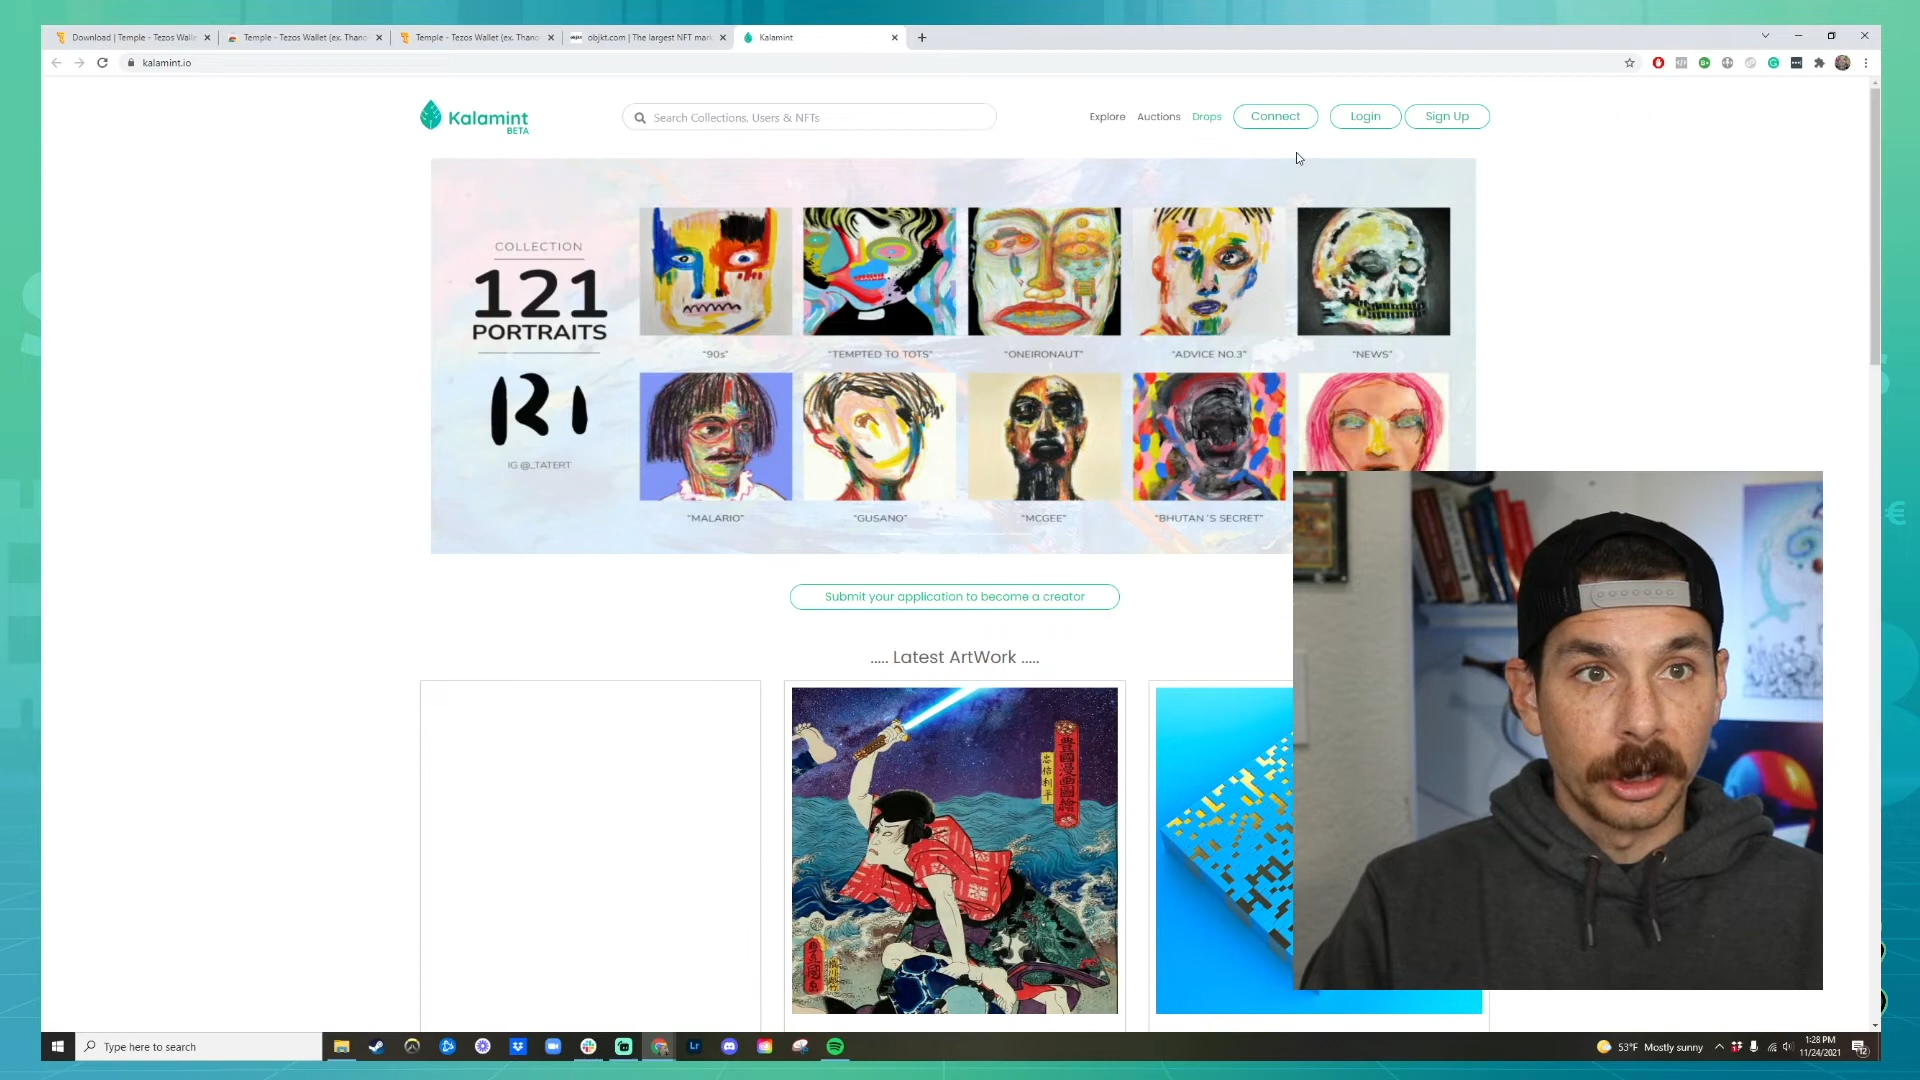 Download | Temple - Tezos Wall
Temple - Tezos Wallet (ex. Thano
Temple - Tezos Wallet (ex. Thano
objkt.com | The largest NFT mark
Kalamint
kalamint.io
Kalamint
BETA
Search Collections, Users & NFTs
Explore
Auctions
Drops
Connect
Login
Sign Up
COLLECTION
121
PORTRAITS
IG @_TATERT
"90s"
"TEMPTED TO TOTS"
"ONEIRONAUT"
"ADVICE NO.3"
"NEWS"
"MALARIO"
"GUSANO"
"MCGEE"
"BHUTAN´S SECRET"
Submit your application to become a creator
..... Latest ArtWork .....
Type here to search
53°F Mostly sunny
1:28 PM
11/24/2021